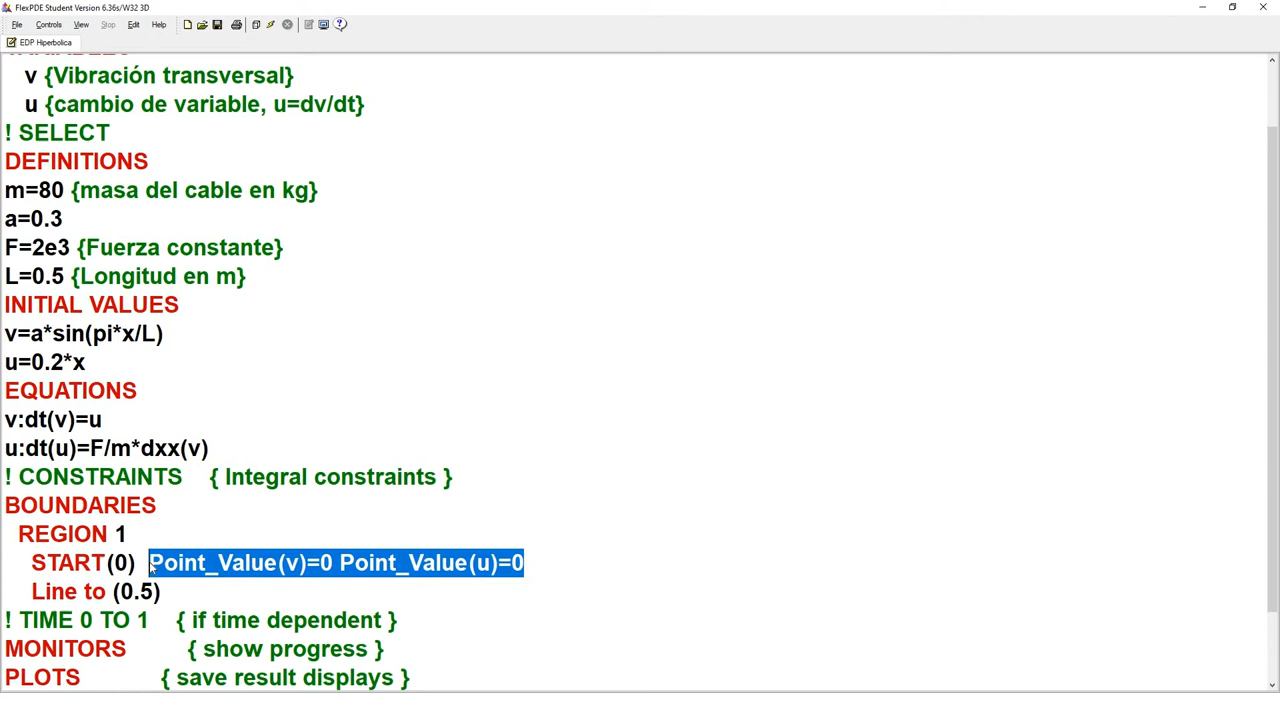 FlexPDE Student Version 6.36s/W32 3D
File Controls View Stop Edit Help
EDP Hiperbolica
VARIABLES
v {Vibración transversal}
u {cambio de variable, u=dv/dt}
! SELECT
DEFINITIONS
m=80 {masa del cable en kg}
a=0.3
F=2e3 {Fuerza constante}
L=0.5 {Longitud en m}
INITIAL VALUES
v=a*sin(pi*x/L)
u=0.2*x
EQUATIONS
v:dt(v)=u
u:dt(u)=F/m*dxx(v)
! CONSTRAINTS { Integral constraints }
BOUNDARIES
REGION 1
START(0) Point_Value(v)=0 Point_Value(u)=0
Line to (0.5)
! TIME 0 TO 1 { if time dependent }
MONITORS { show progress }
PLOTS { save result displays }